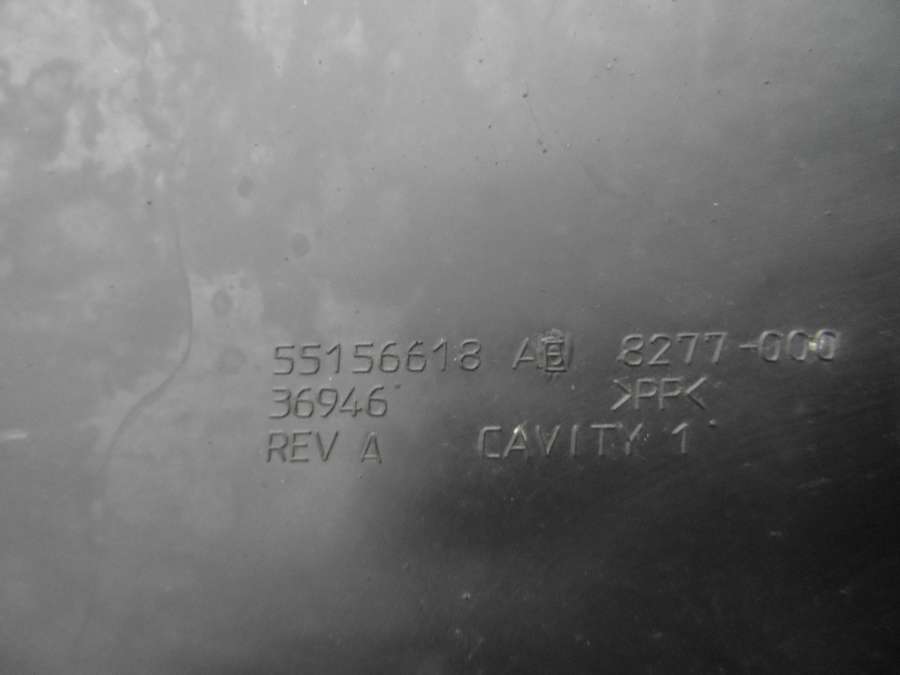 55156618 AE 8277-000
36946 >PP<
REV A CAVITY 1